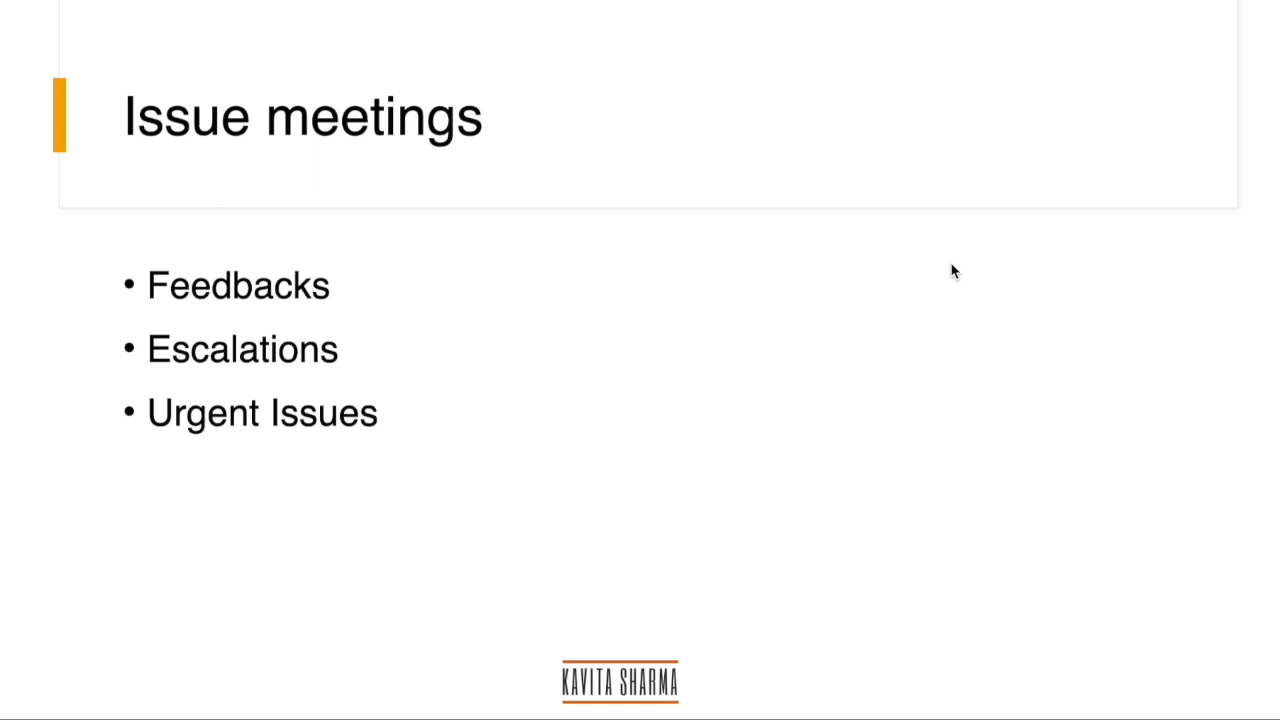 Issue meetings
• Feedbacks
• Escalations
• Urgent Issues
KAVITA SHARMA